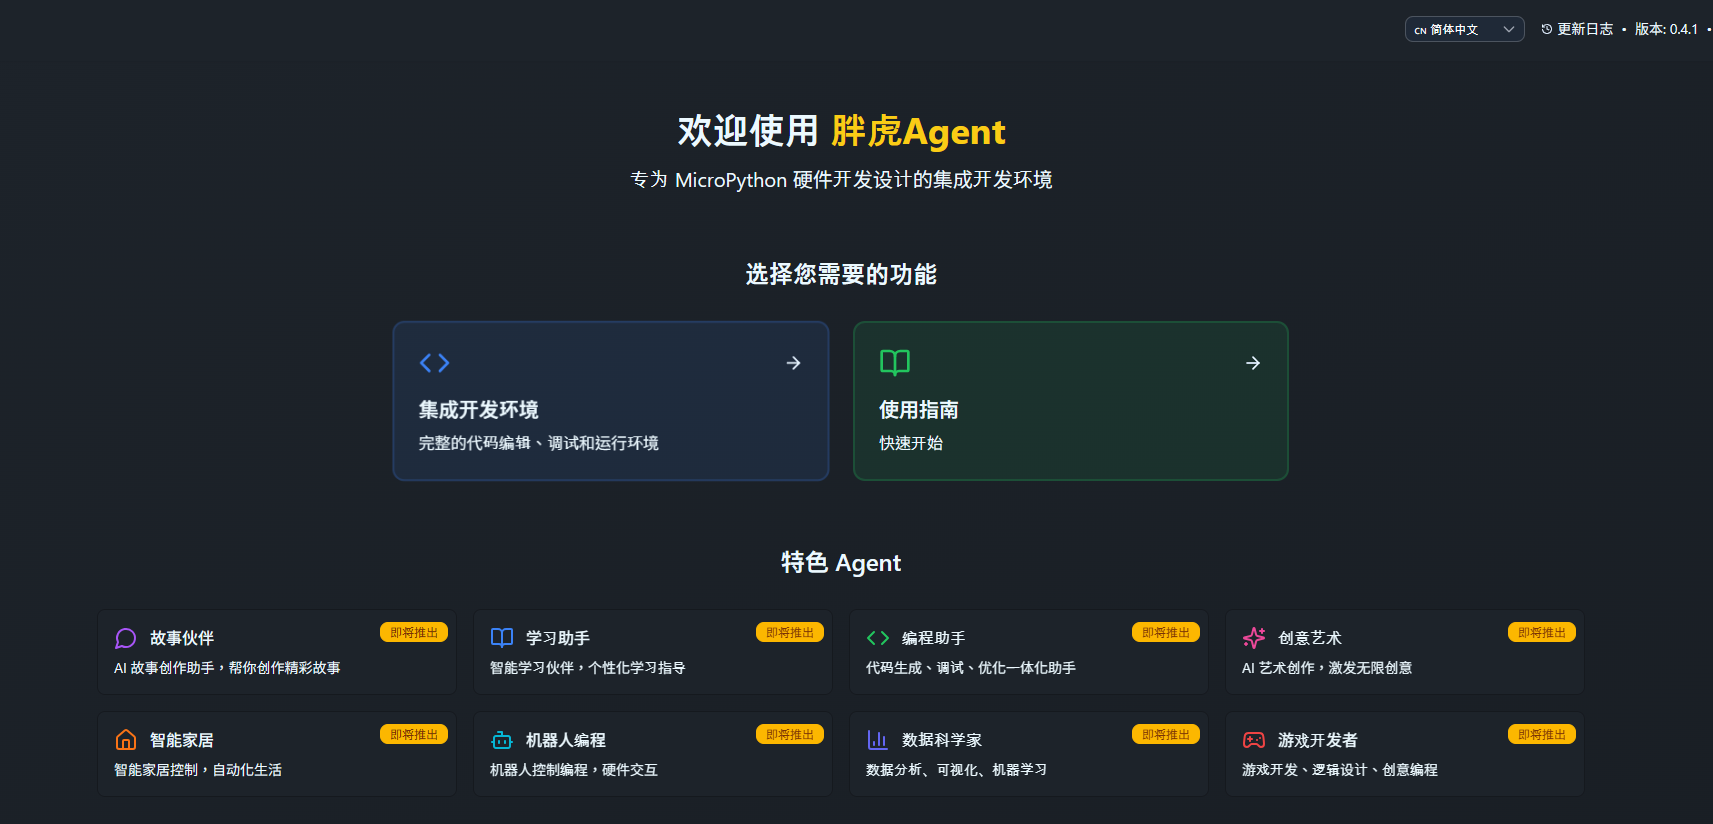 CN 简体中文
更新日志 • 版本: 0.4.1 •
欢迎使用 胖虎Agent
专为 MicroPython 硬件开发设计的集成开发环境
选择您需要的功能
集成开发环境
完整的代码编辑、调试和运行环境
使用指南
快速开始
特色 Agent
故事伙伴
即将推出
AI 故事创作助手，帮你创作精彩故事
学习助手
即将推出
智能学习伙伴，个性化学习指导
编程助手
即将推出
代码生成、调试、优化一体化助手
创意艺术
即将推出
AI 艺术创作，激发无限创意
智能家居
即将推出
智能家居控制，自动化生活
机器人编程
即将推出
机器人控制编程，硬件交互
数据科学家
即将推出
数据分析、可视化、机器学习
游戏开发者
即将推出
游戏开发、逻辑设计、创意编程